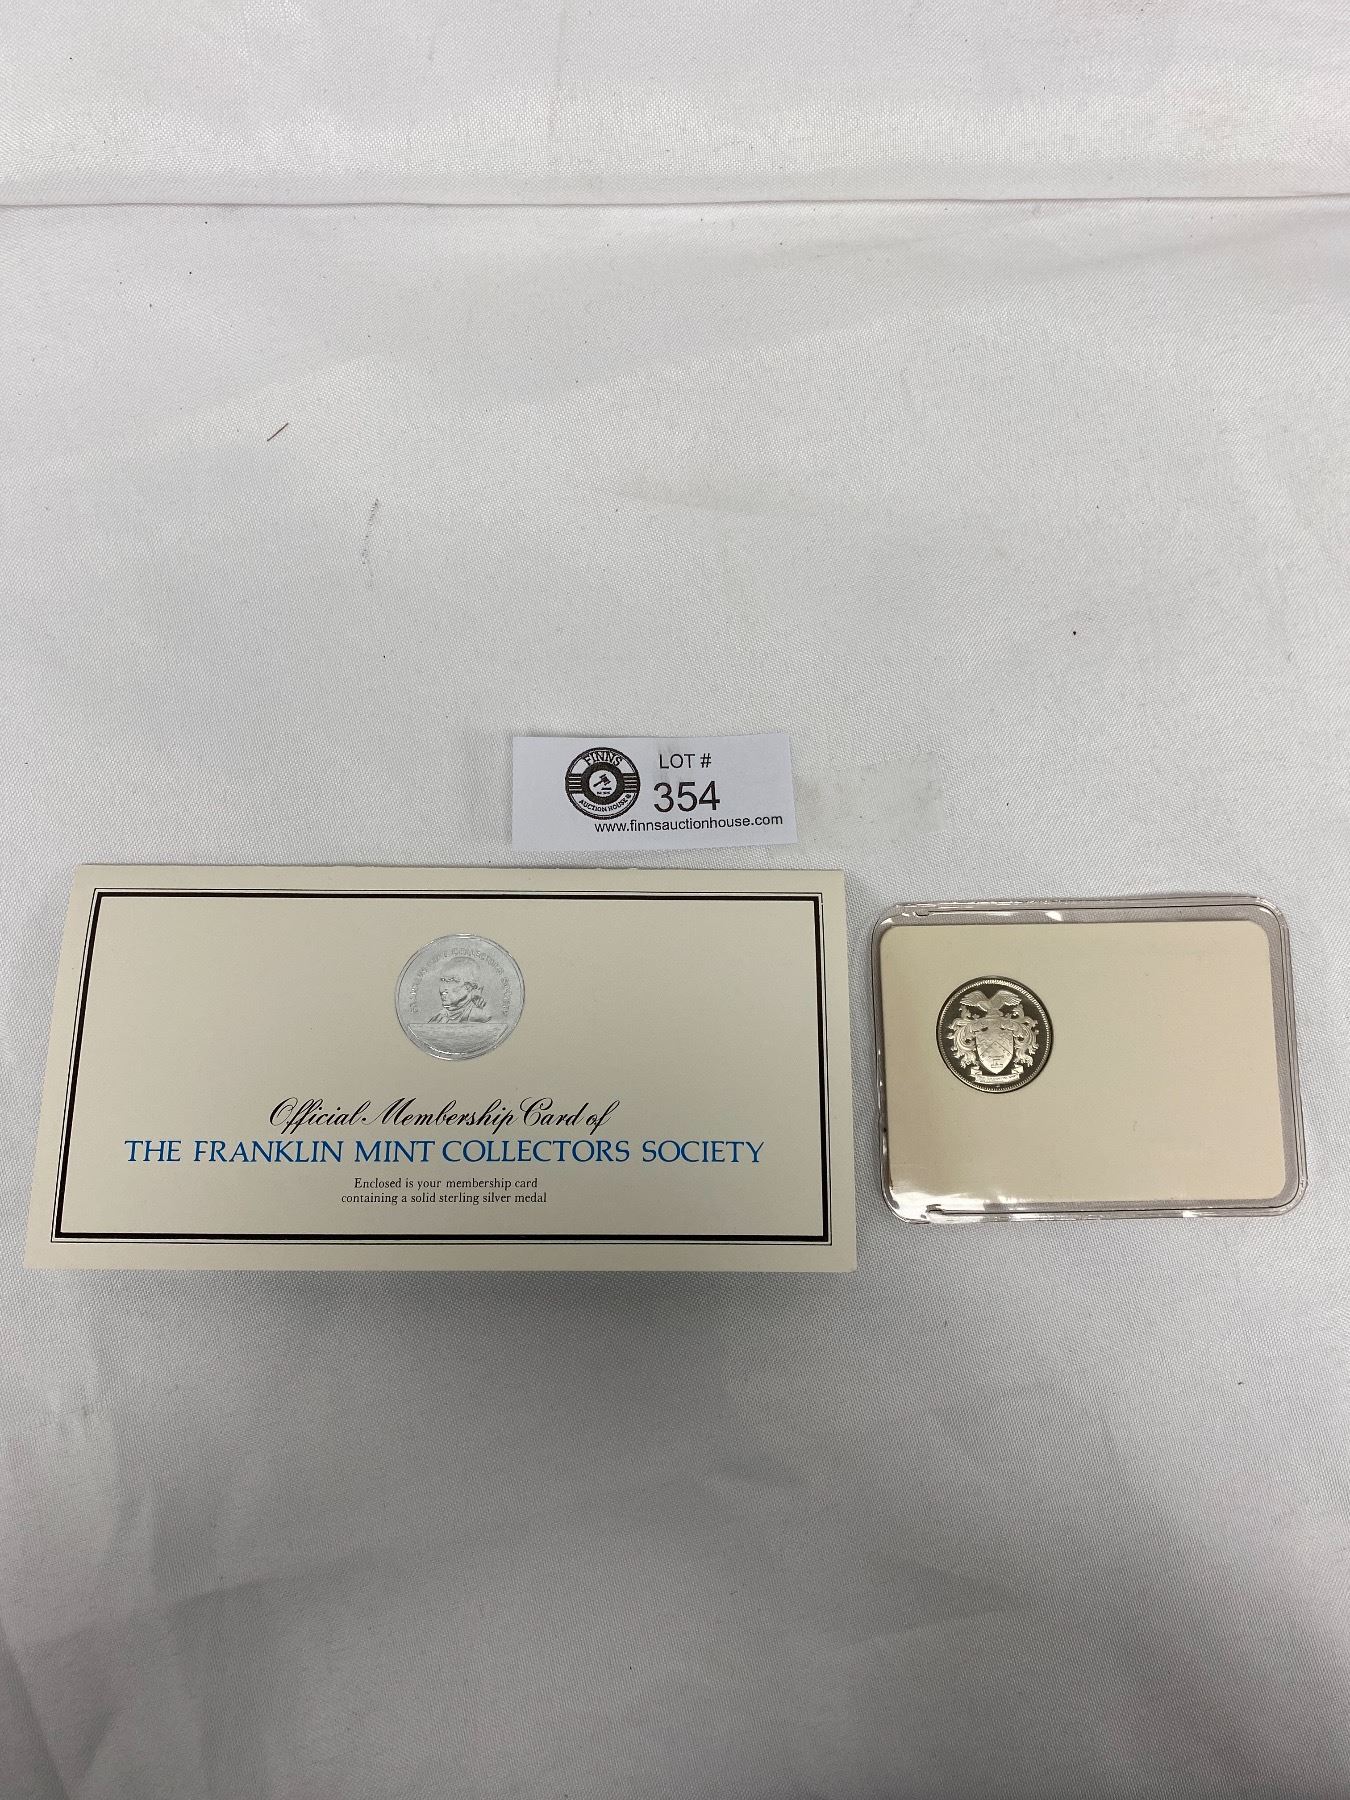 FINNS
AUCTION HOUSE
LOT #
354
www.finnsauctionhouse.com
Official Membership Card of
THE FRANKLIN MINT COLLECTORS SOCIETY
Enclosed is your membership card
containing a solid sterling silver medal